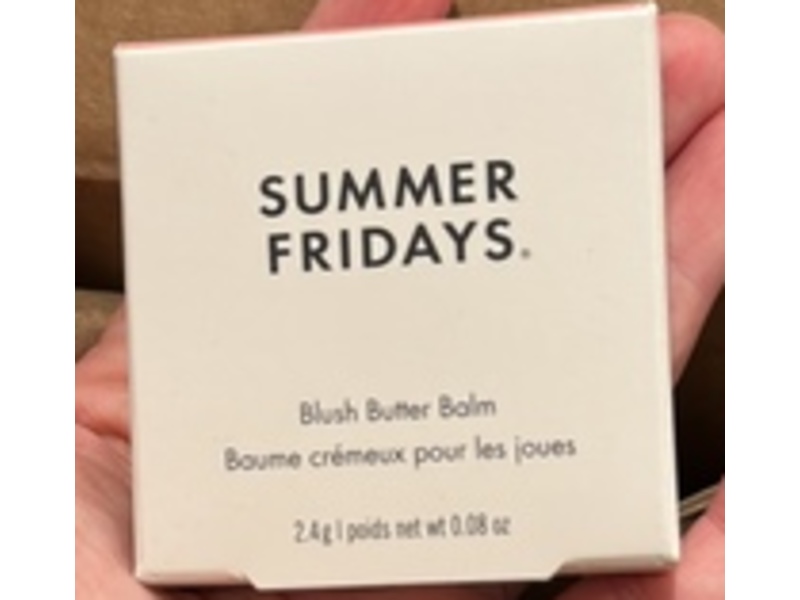 SUMMER
FRIDAYS®
Blush Butter Balm
Baume crémeux pour les joues
2.4 g | poids net wt 0.08 oz